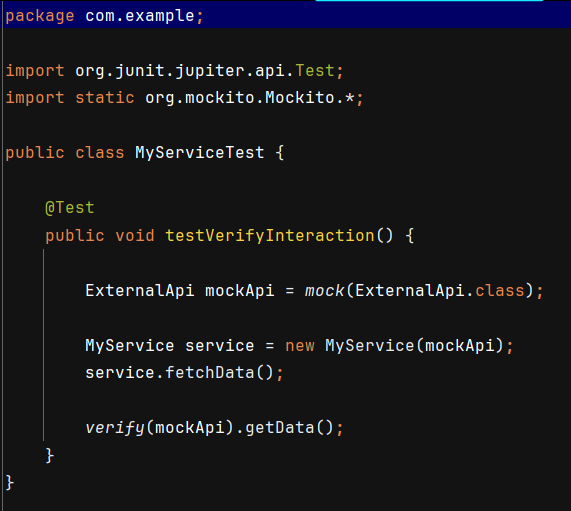 package com.example;
import org.junit.jupiter.api.Test;
import static org.mockito.Mockito.*;
public class MyServiceTest {
@Test
public void testVerifyInteraction() {
ExternalApi mockApi = mock(ExternalApi.class);
MyService service = new MyService(mockApi);
service.fetchData();
verify(mockApi).getData();
}
}